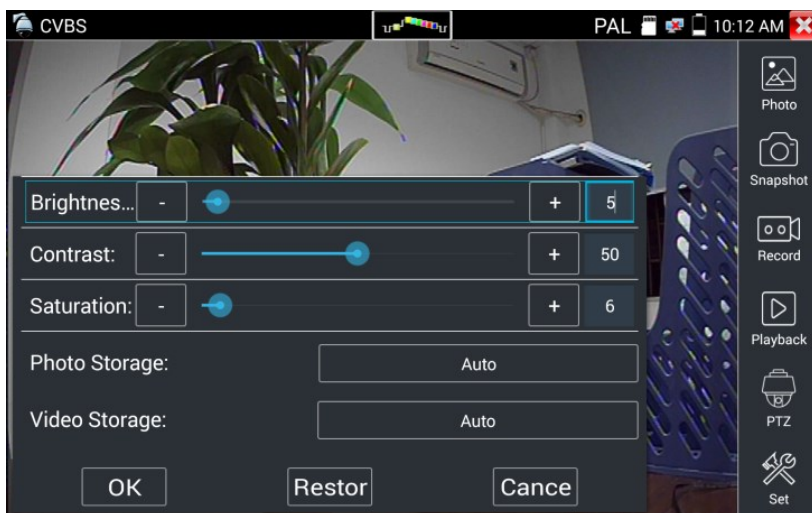 CVBS
PAL
10:12 AM
Photo
Snapshot
Record
Playback
PTZ
Set
Brightnes... - + 5
Contrast: - + 50
Saturation: - + 6
Photo Storage: Auto
Video Storage: Auto
OK Restor Cance